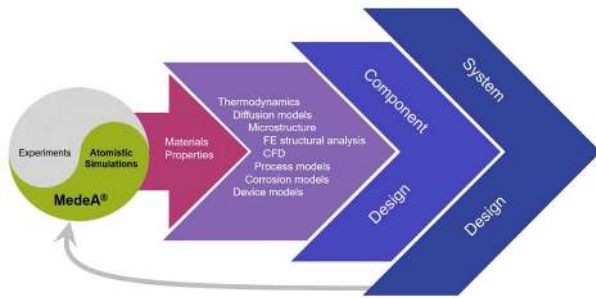 Experiments
Atomistic
Simulations
MedeA®
Materials
Properties
Thermodynamics
Diffusion models
Microstructure
FE structural analysis
CFD
Process models
Corrosion models
Device models
Component
Design
System
Design